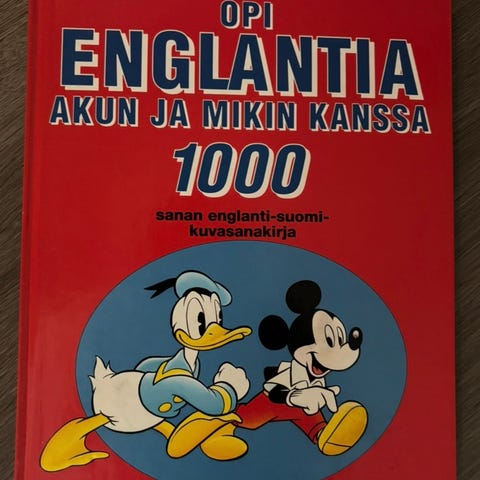 OPI
ENGLANTIA
AKUN JA MIKIN KANSSA
1000
sanan englanti-suomi-
kuvasanakirja